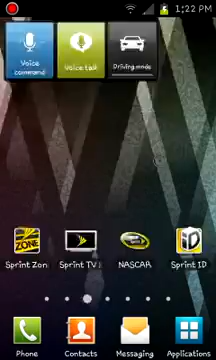 1:22 PM
Voice command
Voice talk
Driving mode
ZONE
iD
Sprint Zon
Sprint TV
NASCAR
Sprint ID
Phone
Contacts
Messaging
Applications